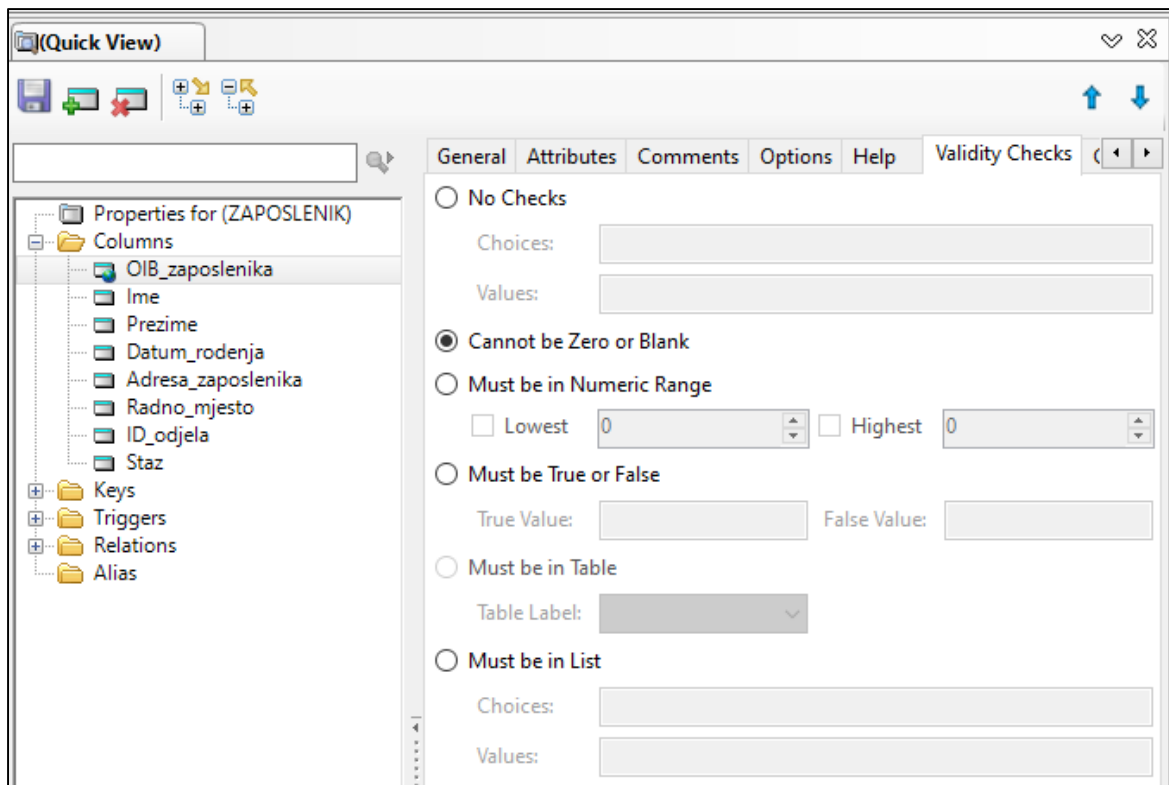 (Quick View)
General Attributes Comments Options Help Validity Checks
Properties for (ZAPOSLENIK)
Columns
OIB_zaposlenika
Ime
Prezime
Datum_rodenja
Adresa_zaposlenika
Radno_mjesto
ID_odjela
Staz
Keys
Triggers
Relations
Alias
No Checks
Choices:
Values:
Cannot be Zero or Blank
Must be in Numeric Range
Lowest 0 Highest 0
Must be True or False
True Value: False Value:
Must be in Table
Table Label:
Must be in List
Choices:
Values: